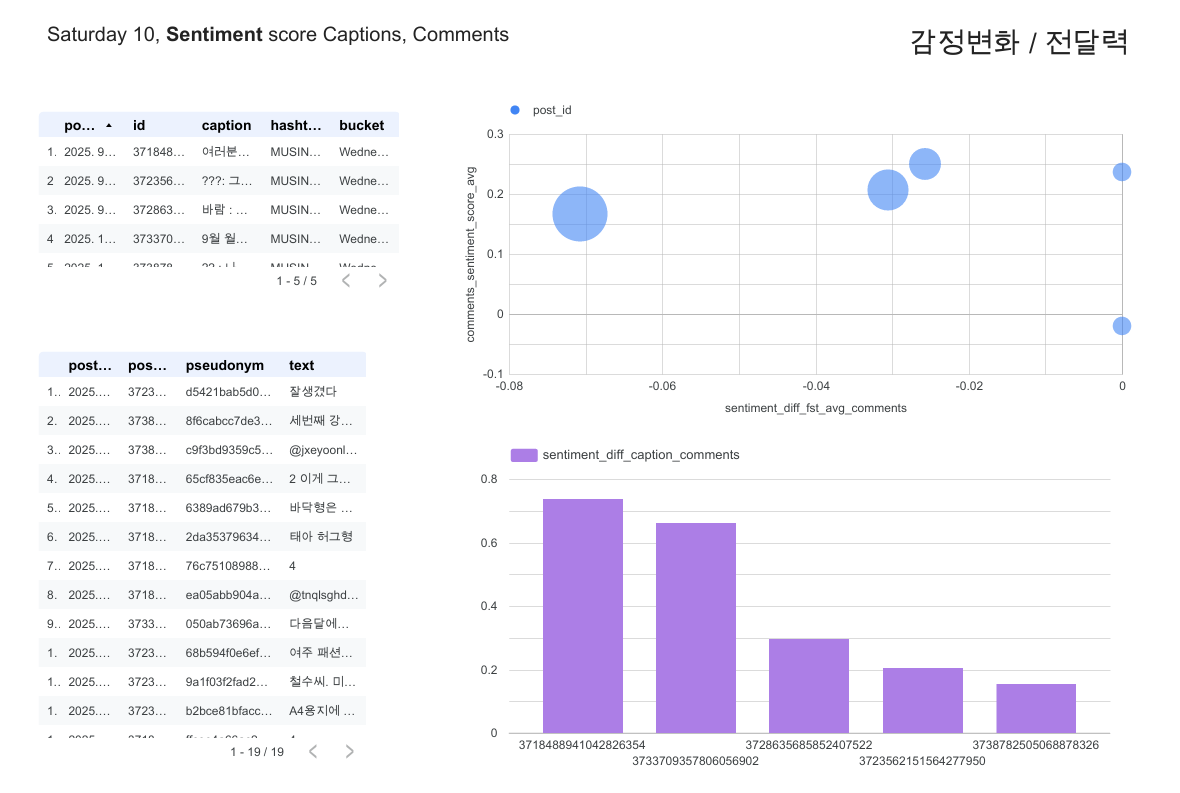 Saturday 10, Sentiment score Captions, Comments
감정변화 / 전달력
po… id caption hasht… bucket
1. 2025. 9… 371848… 여러분… MUSIN… Wedne…
2 2025. 9… 372356… ???: 그… MUSIN… Wedne…
3. 2025. 9… 372863… 바람 : … MUSIN… Wedne…
4 2025. 1… 373370… 9월 월… MUSIN… Wedne…
1 - 5 / 5
post… pos… pseudonym text
1.. 2025.… 3723… d5421bab5d0… 잘생겼다
2. 2025.… 3738… 8f6cabcc7de3… 세번째 강…
3.. 2025.… 3738… c9f3bd9359c5… @jxeyoonl…
4. 2025.… 3718… 65cf835eac6e… 2 이게 그…
5.. 2025.… 3718… 6389ad679b3… 바닥형은 …
6. 2025.… 3718… 2da35379634… 태아 허그형
7.. 2025.… 3718… 76c75108988… 4
8. 2025.… 3718… ea05abb904a… @tnqlsghd…
9.. 2025.… 3733… 050ab73696a… 다음달에…
1. 2025.… 3723… 68b594f0e6ef… 여주 패션…
1.. 2025.… 3723… 9a1f03f2fad2… 철수씨. 미…
1. 2025.… 3723… b2bce81bfacc… A4용지에 …
1 - 19 / 19
post_id
comments_sentiment_score_avg
0.3
0.2
0.1
0
-0.1
-0.08 -0.06 -0.04 -0.02 0
sentiment_diff_fst_avg_comments
sentiment_diff_caption_comments
0.8
0.6
0.4
0.2
0
3718488941042826354 3728635685852407522 3738782505068878326
3733709357806056902 3723562151564277950